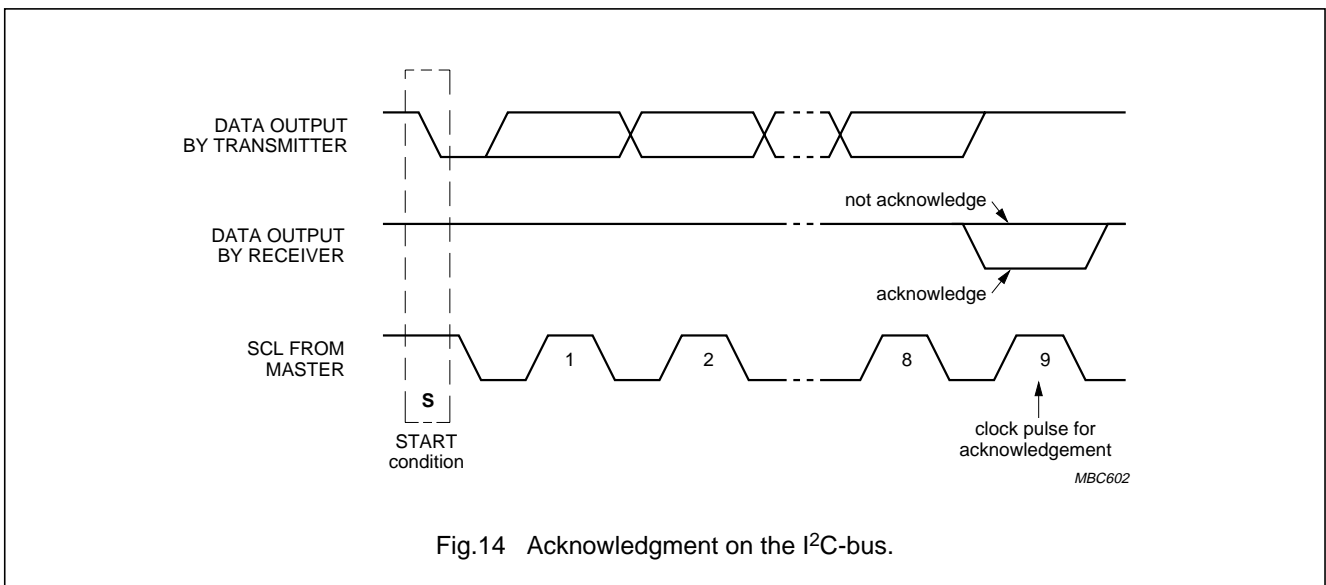 DATA OUTPUT
BY TRANSMITTER
not acknowledge
DATA OUTPUT
BY RECEIVER
acknowledge
SCL FROM
MASTER
1
2
8
9
S
START
condition
clock pulse for
acknowledgement
MBC602
Fig.14 Acknowledgment on the I²C-bus.